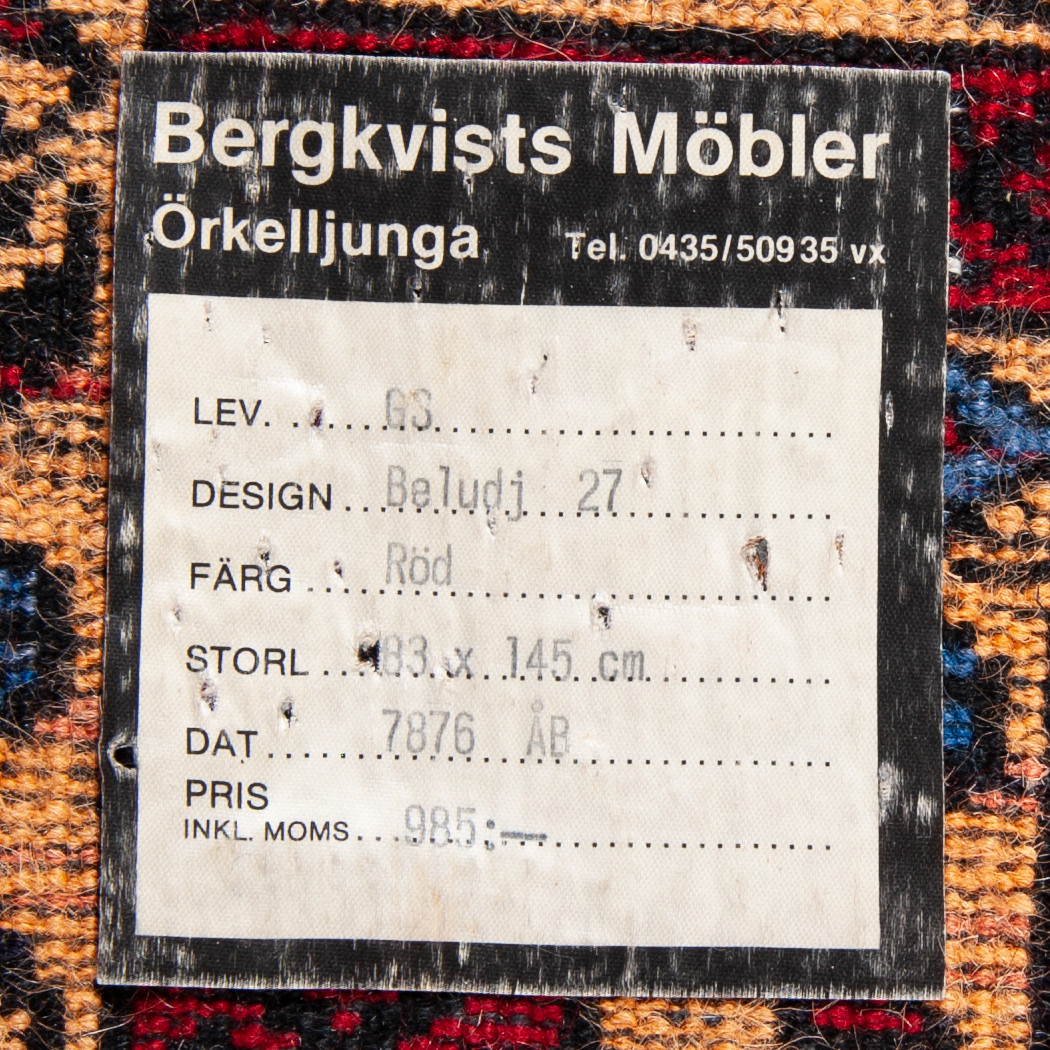 Bergkvists Möbler
Örkelljunga Tel. 0435/50935 vx
LEV. ........GS..........................
DESIGN...Beludj 27..................
FÄRG....Röd..........................
STORL....83 x 145 cm.............
DAT........7876 ÅB..................
PRIS
INKL. MOMS....985:—..................